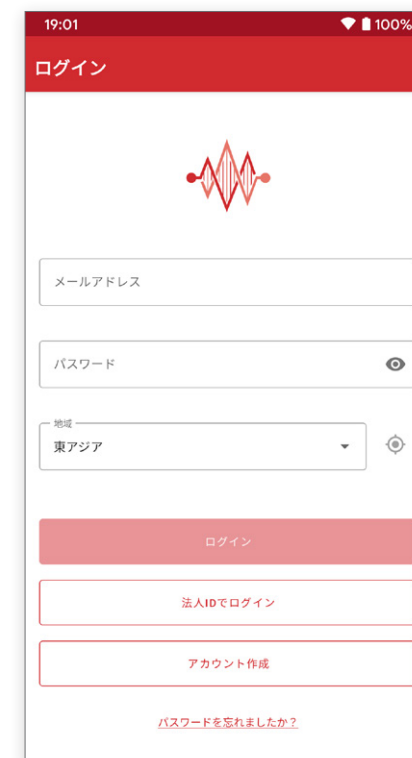 19:01 100%
ログイン
メールアドレス
パスワード
地域
東アジア
ログイン
法人IDでログイン
アカウント作成
パスワードを忘れましたか？